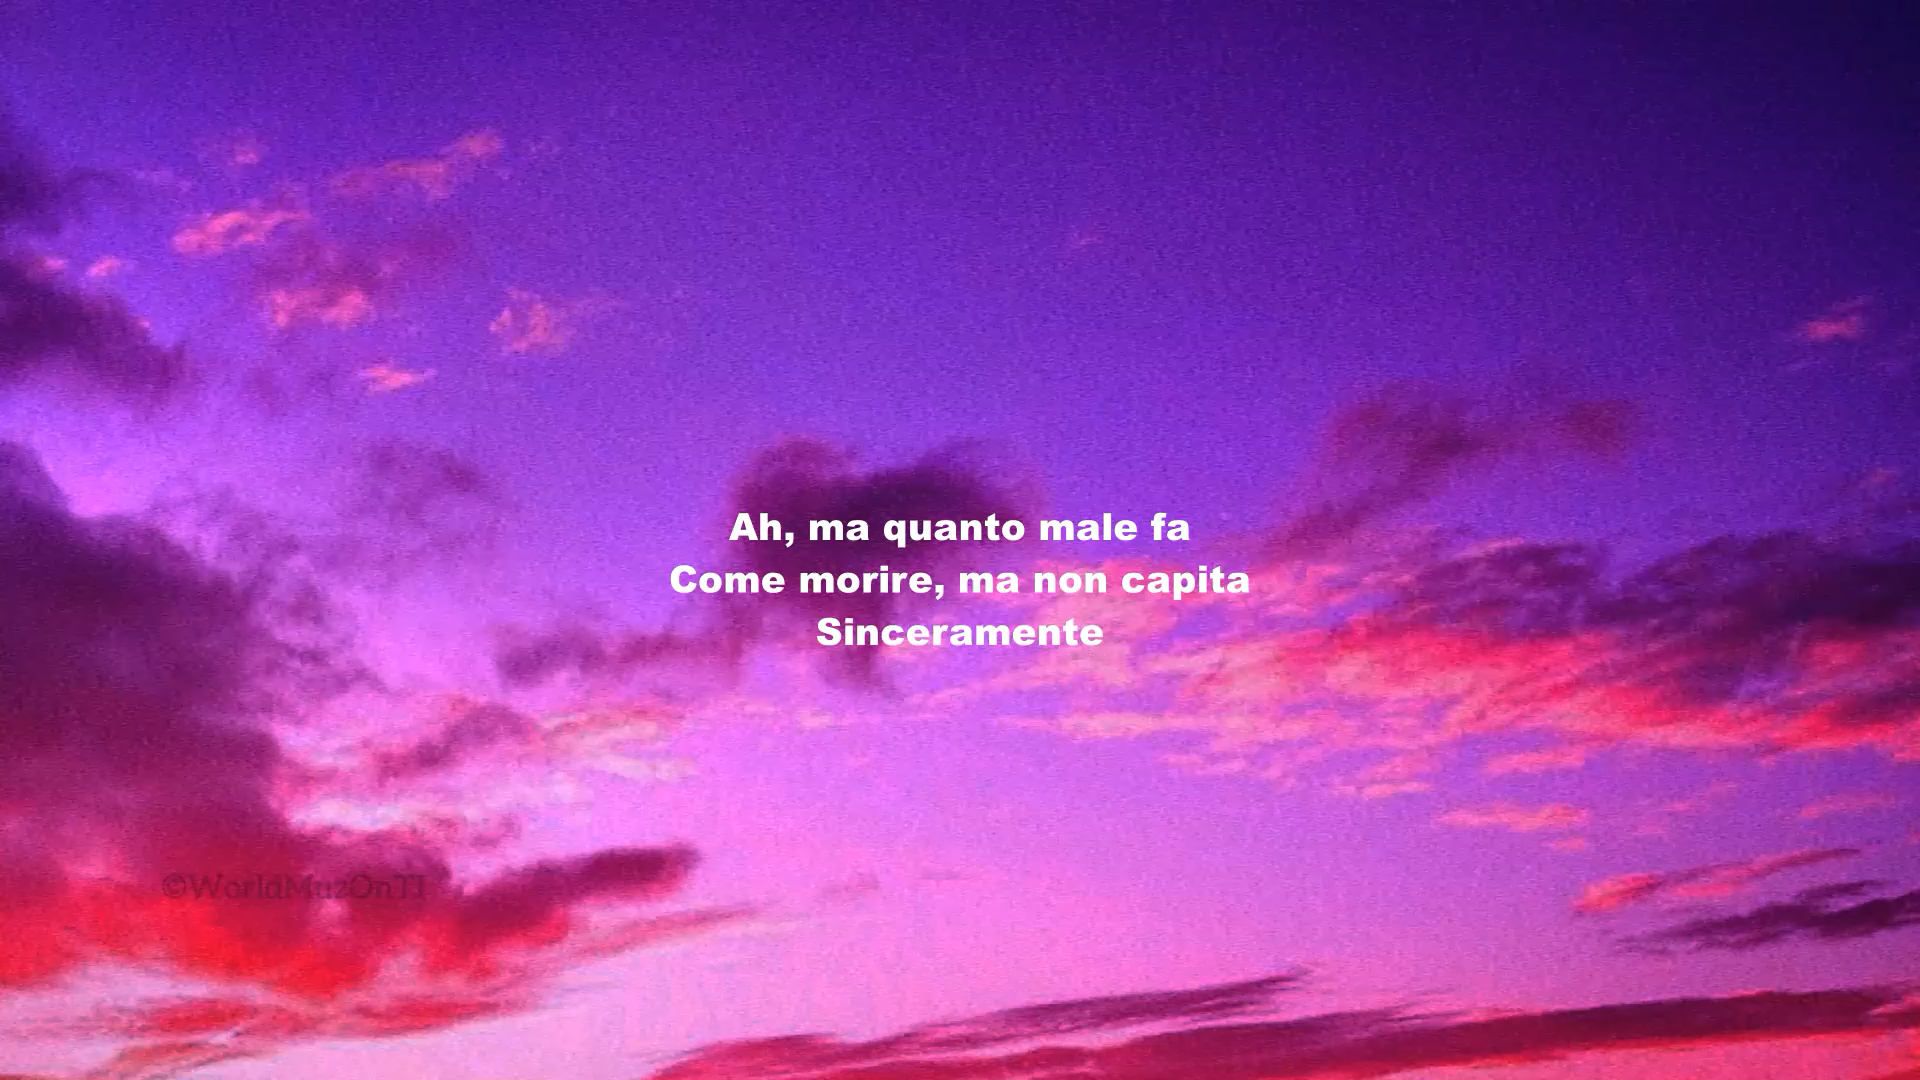 Ah, ma quanto male fa
Come morire, ma non capita
Sinceramente
©WorldMuzOnTI